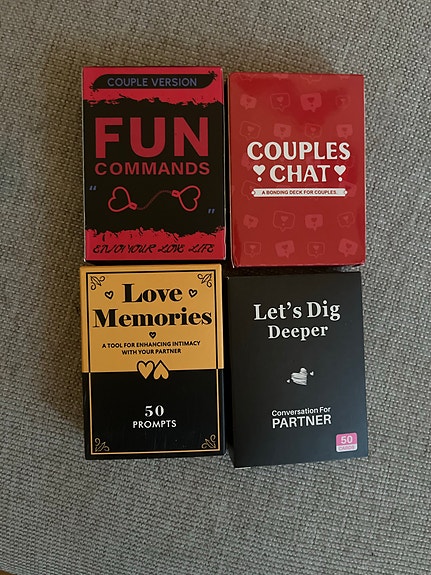 COUPLE VERSION
FUN
COMMANDS
“
”
ENJOY YOUR LOVE LIFE
COUPLES
CHAT
A BONDING DECK FOR COUPLES
Love
Memories
A TOOL FOR ENHANCING INTIMACY
WITH YOUR PARTNER
50
PROMPTS
Let's Dig
Deeper
Conversation For
PARTNER
50
CARDS